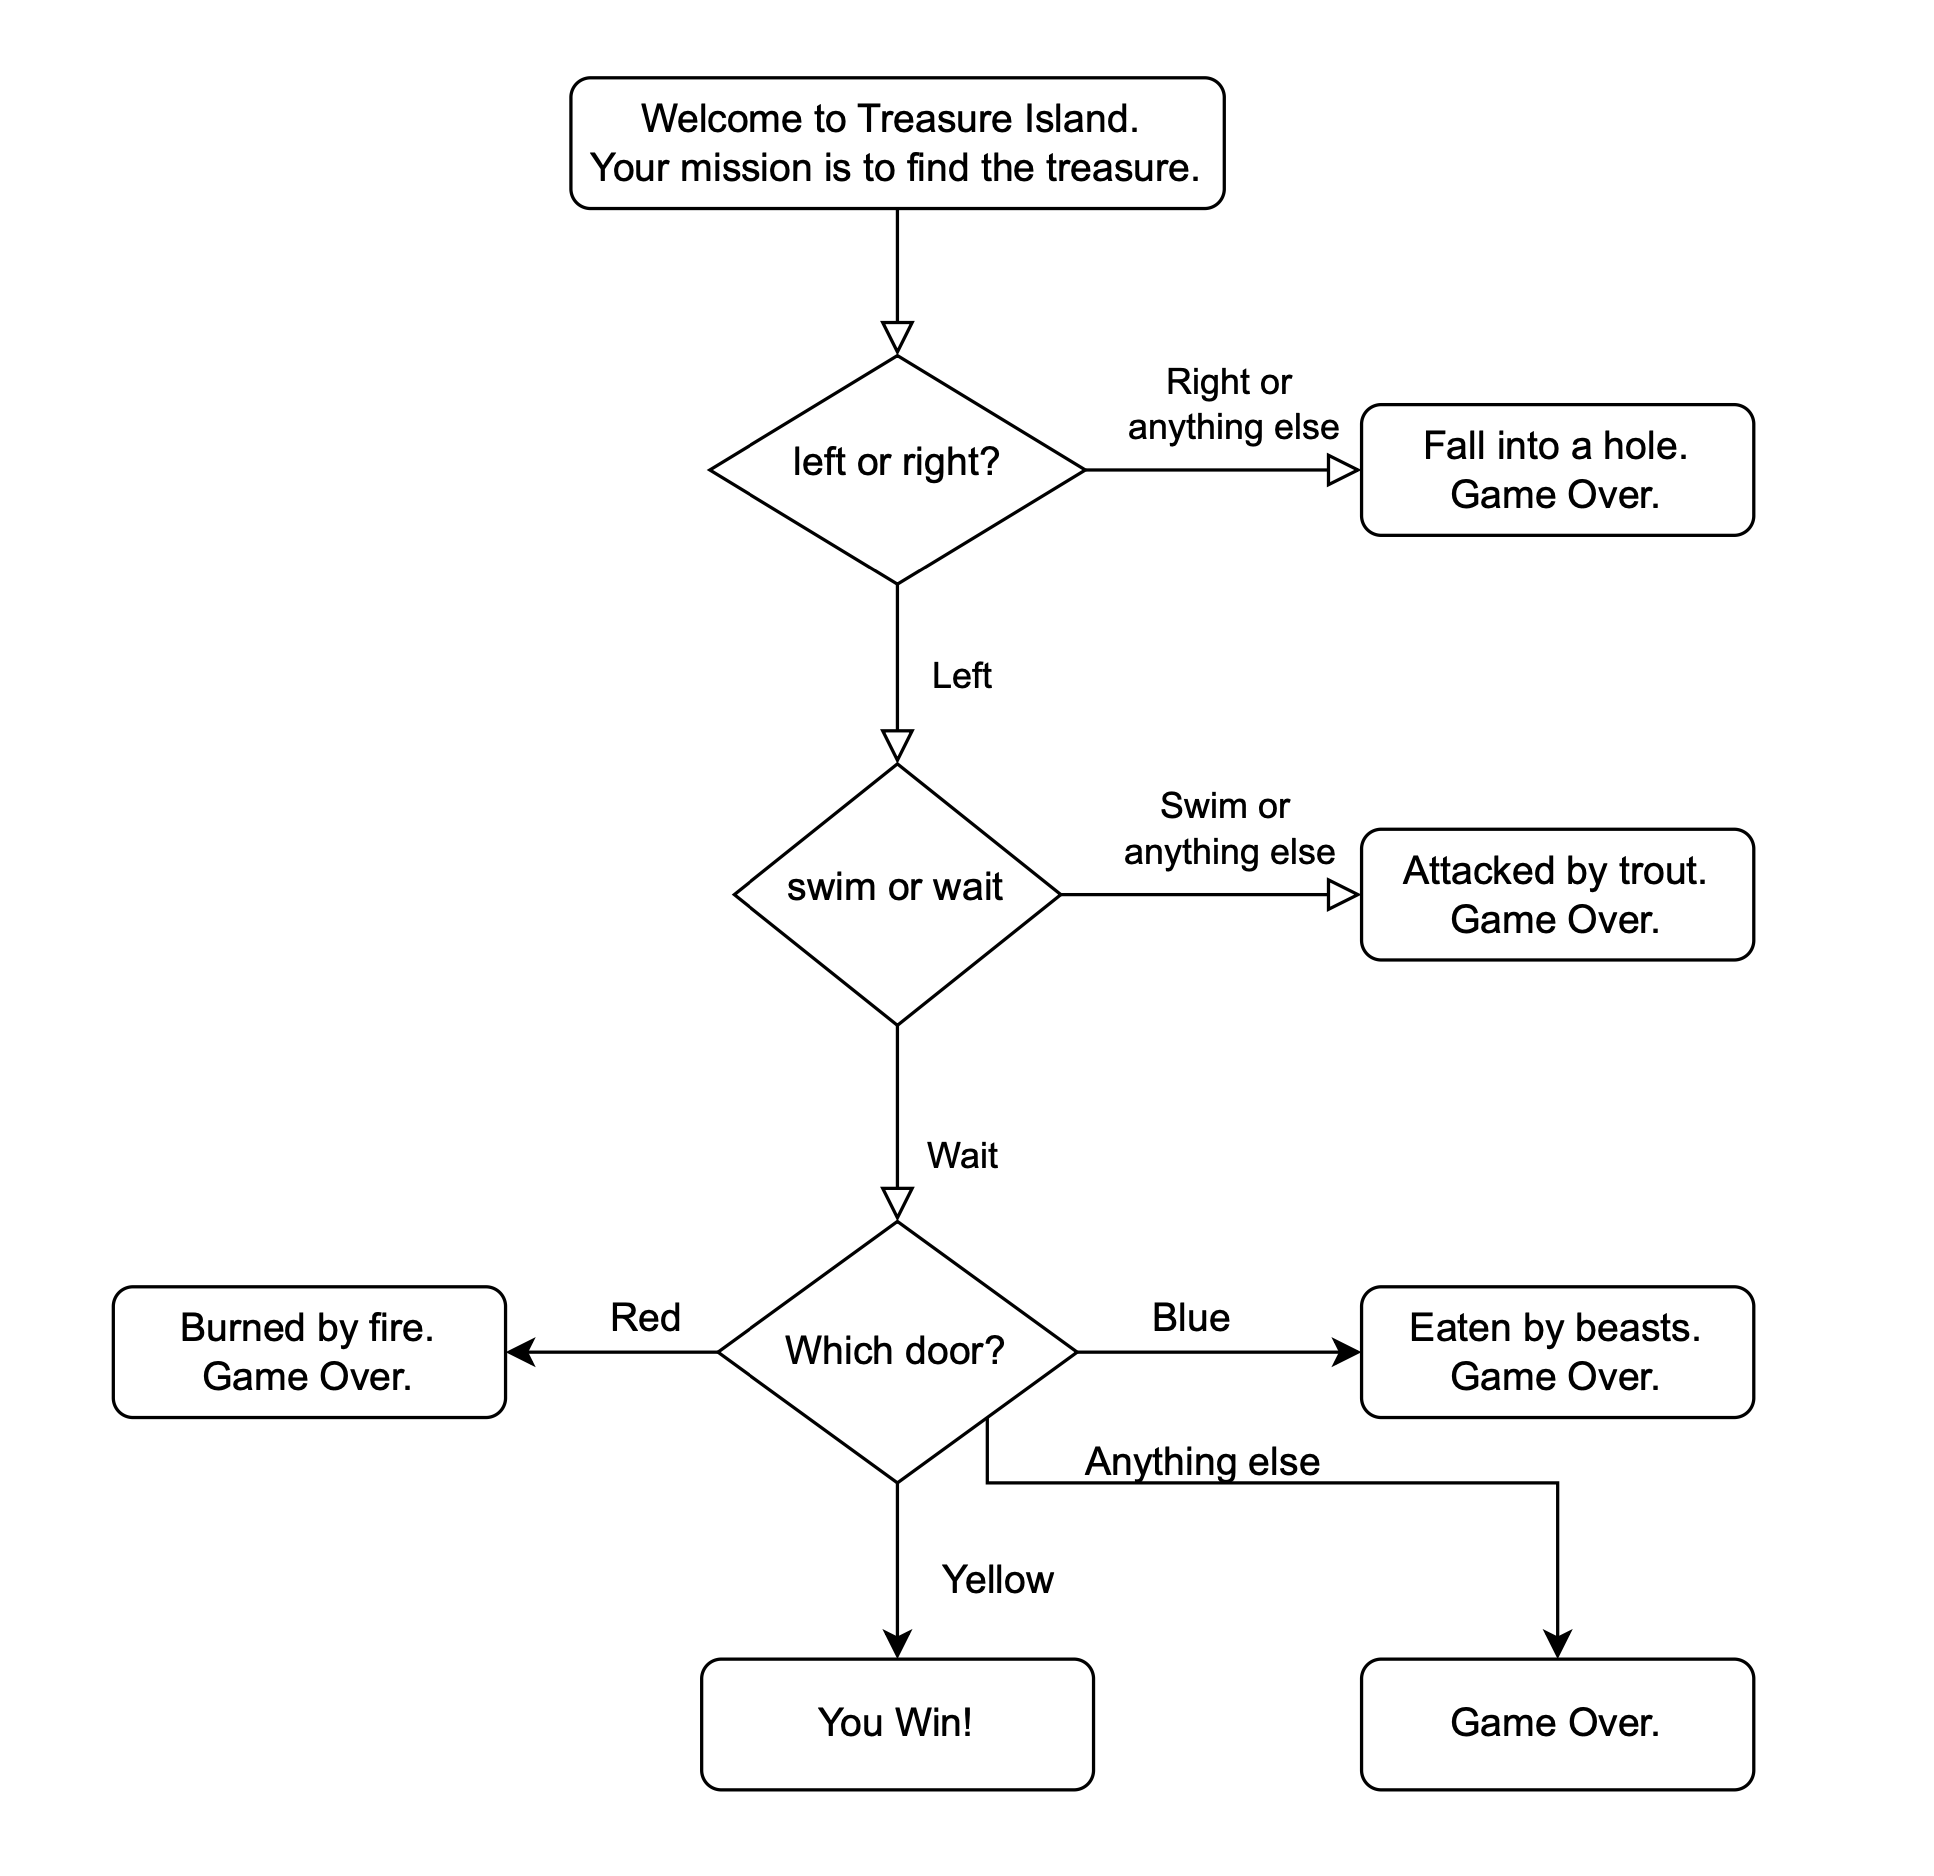 Welcome to Treasure Island.
Your mission is to find the treasure.
left or right?
Right or
anything else
Fall into a hole.
Game Over.
Left
swim or wait
Swim or
anything else
Attacked by trout.
Game Over.
Wait
Which door?
Red
Burned by fire.
Game Over.
Blue
Eaten by beasts.
Game Over.
Anything else
Yellow
You Win!
Game Over.